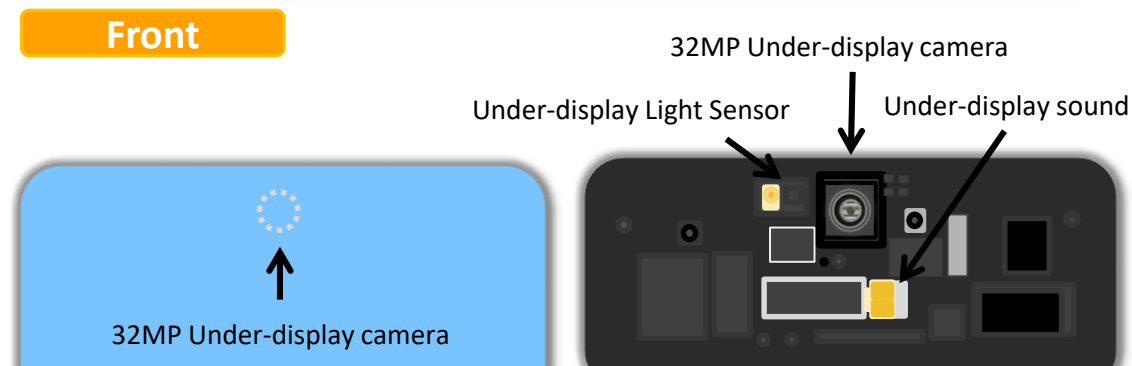 Front
32MP Under-display camera
Under-display Light Sensor
Under-display sound
32MP Under-display camera